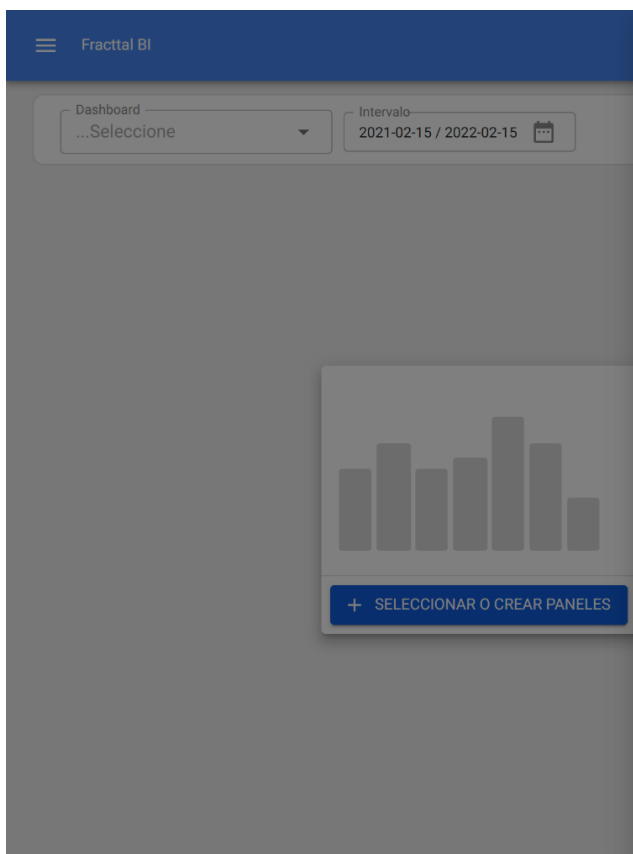 Fracttal BI
Dashboard
...Seleccione
Intervalo
2021-02-15 / 2022-02-15
SELECCIONAR O CREAR PANELES